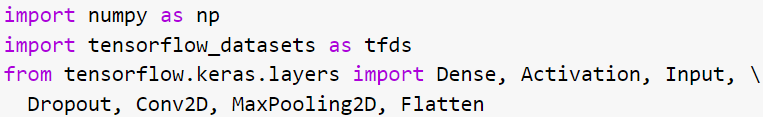 import numpy as np
import tensorflow_datasets as tfds
from tensorflow.keras.layers import Dense, Activation, Input, \
  Dropout, Conv2D, MaxPooling2D, Flatten